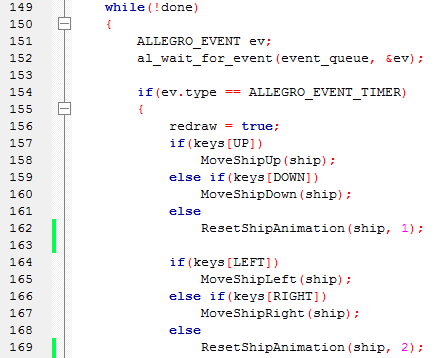 149 while(!done)
150 {
151 ALLEGRO_EVENT ev;
152 al_wait_for_event(event_queue, &ev);
153
154 if(ev.type == ALLEGRO_EVENT_TIMER)
155 {
156 redraw = true;
157 if(keys[UP])
158 MoveShipUp(ship);
159 else if(keys[DOWN])
160 MoveShipDown(ship);
161 else
162 ResetShipAnimation(ship, 1);
163
164 if(keys[LEFT])
165 MoveShipLeft(ship);
166 else if(keys[RIGHT])
167 MoveShipRight(ship);
168 else
169 ResetShipAnimation(ship, 2);